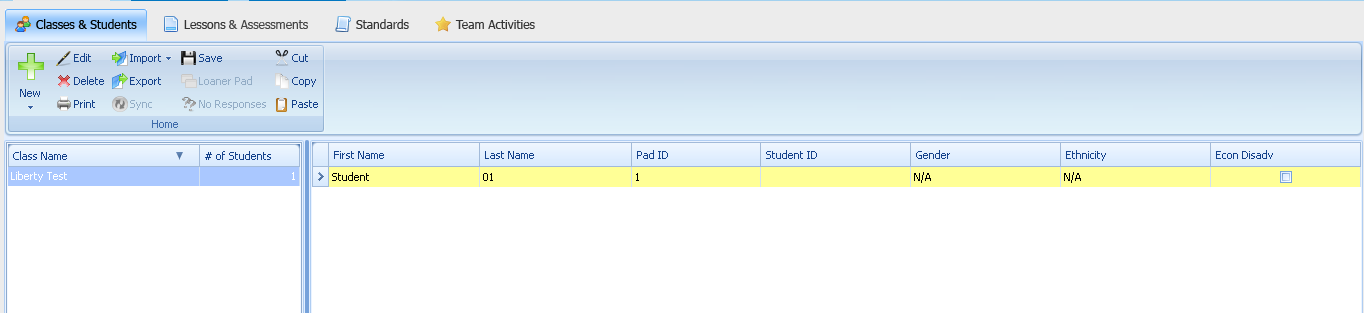 Classes & Students Lessons & Assessments Standards Team Activities
New
Edit Import Save Cut
Delete Export Loaner Pad Copy
Print Sync No Responses Paste
Home
Class Name # of Students
Liberty Test 1
First Name Last Name Pad ID Student ID Gender Ethnicity Econ Disadv
Student 01 1 N/A N/A